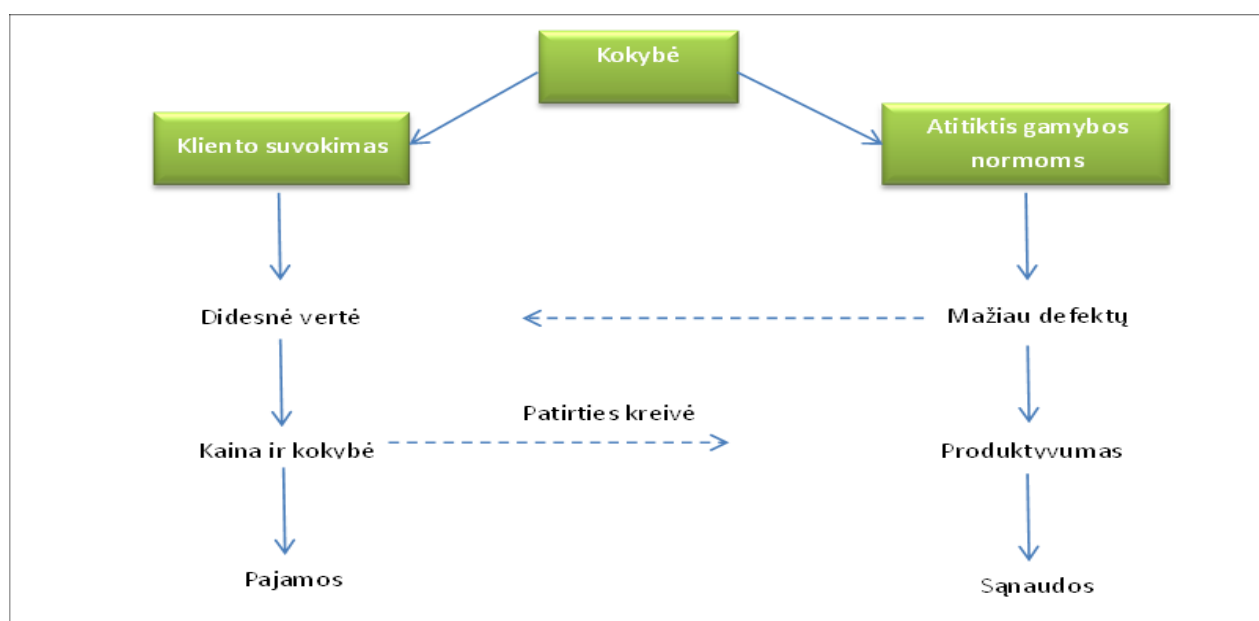 Kokybė
Kliento suvokimas
Atitiktis gamybos
normoms
Didesnė vertė
Mažiau defektų
Patirties kreivė
Kaina ir kokybė
Produktyvumas
Pajamos
Sąnaudos